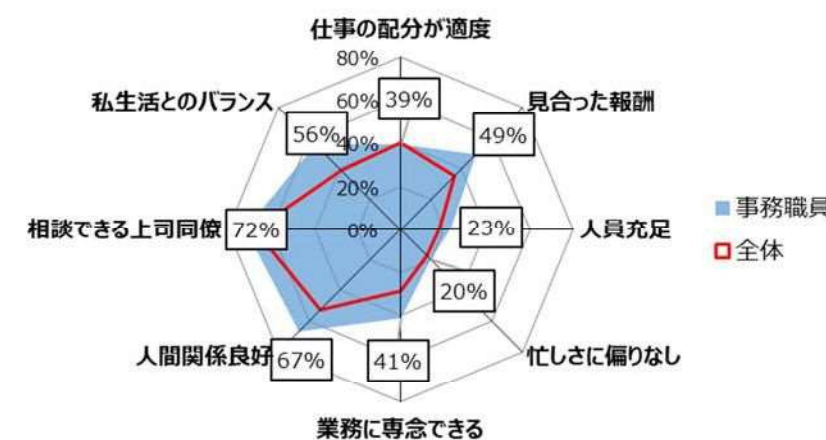 仕事の配分が適度
80%
私生活とのバランス
60%
39%
見合った報酬
56%
40%
49%
20%
相談できる上司同僚
72%
0%
23%
人員充足
事務職員
全体
20%
人間関係良好
67%
41%
忙しさに偏りなし
業務に専念できる